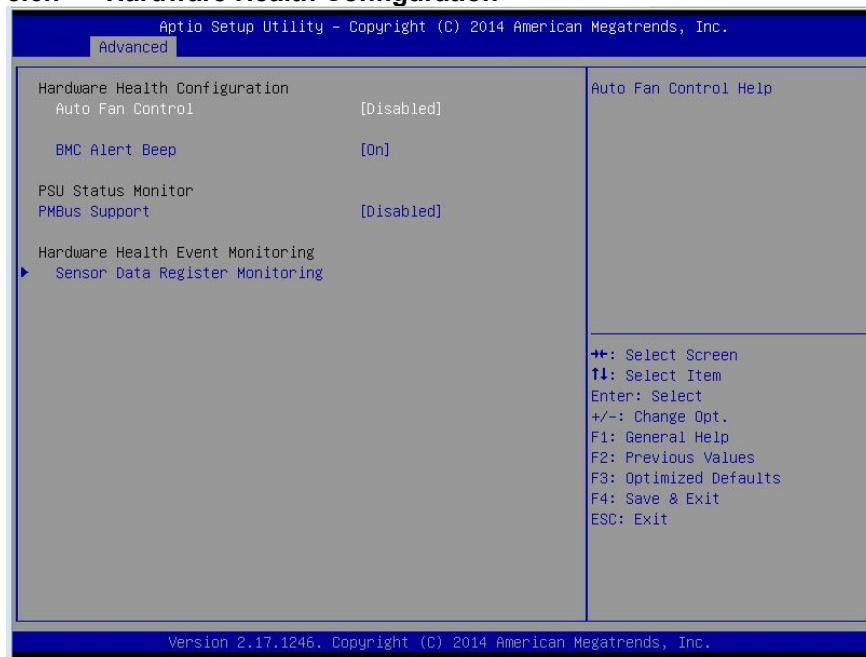 Hardware Health Configuration
Aptio Setup Utility – Copyright (C) 2014 American Megatrends, Inc.
Advanced
Hardware Health Configuration
Auto Fan Control [Disabled]
BMC Alert Beep [On]
PSU Status Monitor
PMBus Support [Disabled]
Hardware Health Event Monitoring
Sensor Data Register Monitoring
Auto Fan Control Help
→←: Select Screen
↑↓: Select Item
Enter: Select
+/-: Change Opt.
F1: General Help
F2: Previous Values
F3: Optimized Defaults
F4: Save & Exit
ESC: Exit
Version 2.17.1246. Copyright (C) 2014 American Megatrends, Inc.